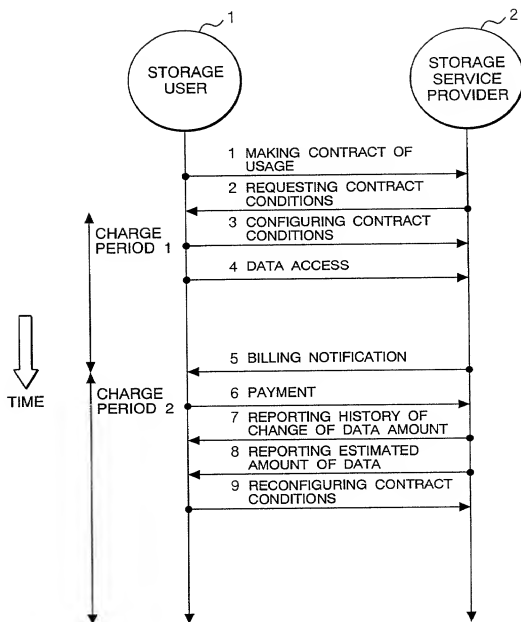 1
2
STORAGE
USER
STORAGE
SERVICE
PROVIDER
1 MAKING CONTRACT OF
USAGE
2 REQUESTING CONTRACT
CONDITIONS
CHARGE
PERIOD 1
3 CONFIGURING CONTRACT
CONDITIONS
4 DATA ACCESS
TIME
5 BILLING NOTIFICATION
CHARGE
PERIOD 2
6 PAYMENT
7 REPORTING HISTORY OF
CHANGE OF DATA AMOUNT
8 REPORTING ESTIMATED
AMOUNT OF DATA
9 RECONFIGURING CONTRACT
CONDITIONS